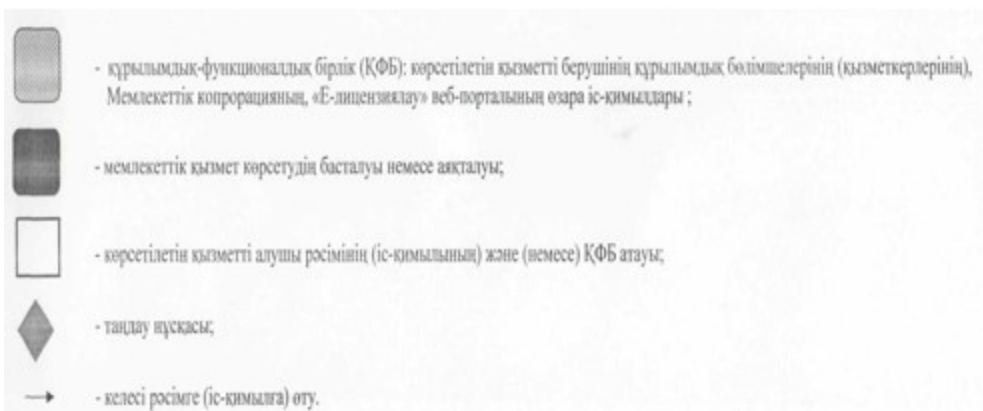 - құрылымдық-функционалдық бірлік (ҚФБ): көрсетілетін қызметті берушінің құрылымдық бөлімшелерінің (қызметкерлерінің),
Мемлекеттік копрорацияның, «Е-лицензиялау» веб-порталының өзара іс-қимылдары ;
- мемлекеттік қызмет көрсетудің басталуы немесе аяқталуы;
- көрсетілетін қызметті алушы рәсімінің (іс-қимылының) және (немесе) ҚФБ атауы;
- таңдау нұсқасы;
- келесі рәсімге (іс-қимылға) өту.